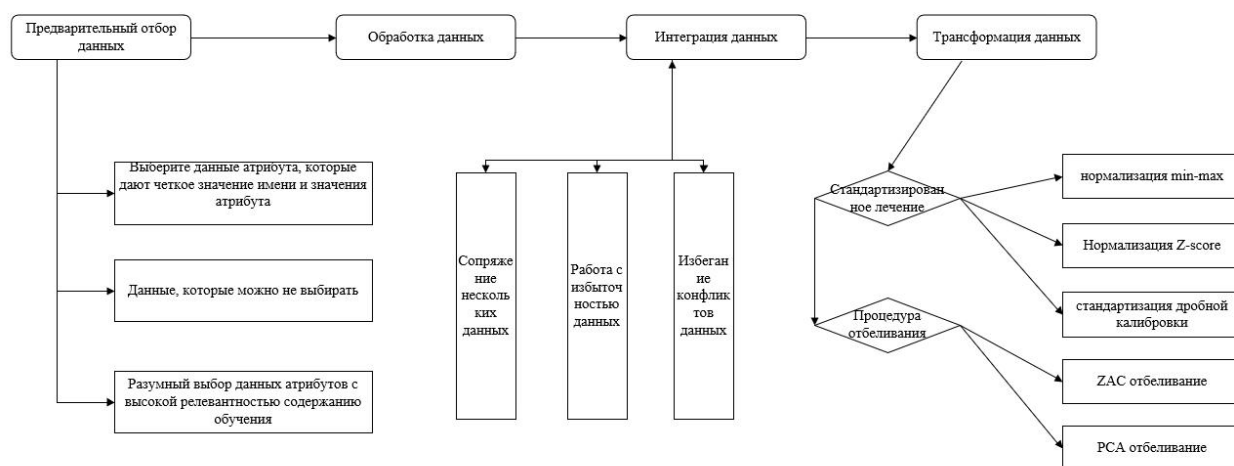 Предварительный отбор
данных
Обработка данных
Интеграция данных
Трансформация данных
Выберите данные атрибута, которые
дают четкое значение имени и значения
атрибута
Данные, которые можно не выбирать
Разумный выбор данных атрибутов с
высокой релевантностью содержанию
обучения
Сопряже
ние
несколь
ких
данных
Работа с
избыточ
ностью
данных
Избеган
ие
конфлик
тов
данных
Стандартизирован
ное лечение
Процедура
отбеливания
нормализация min-max
Нормализация Z-score
стандартизация дробной
калибровки
ZAC отбеливание
PCA отбеливание